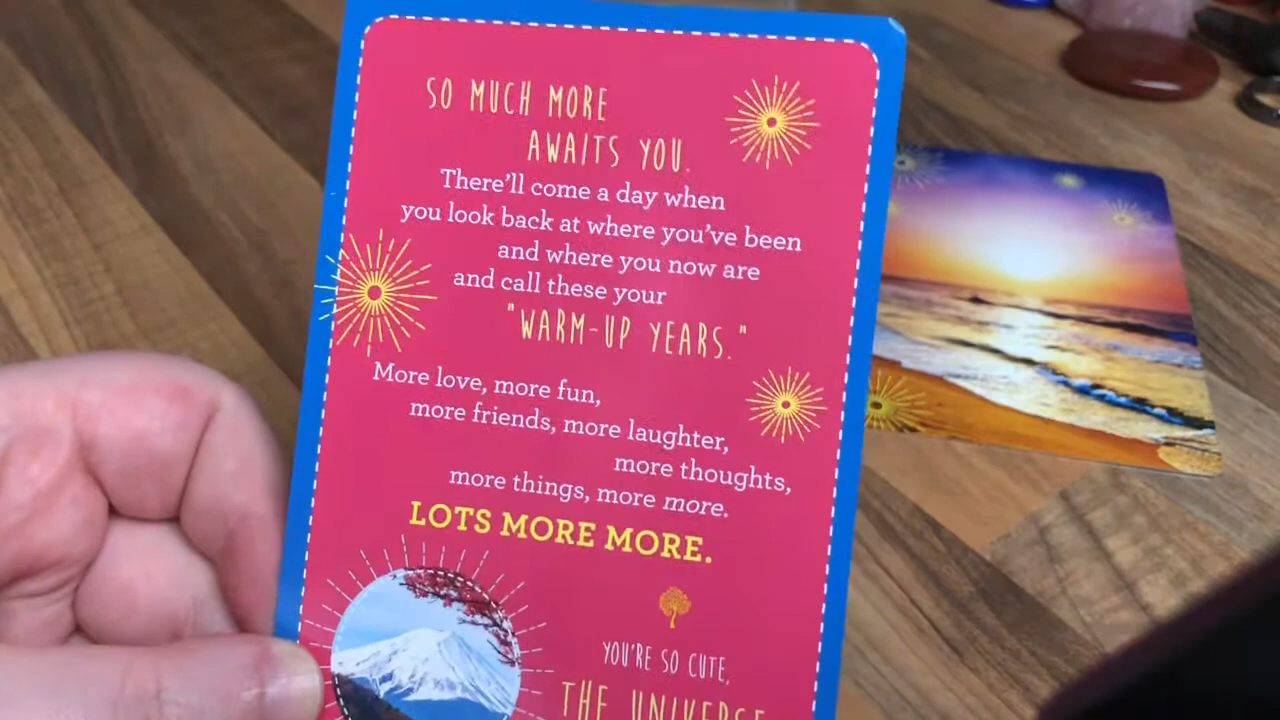 SO MUCH MORE
AWAITS YOU.
There'll come a day when
you look back at where you've been
and where you now are
and call these your
"WARM-UP YEARS."
More love, more fun,
more friends, more laughter,
more thoughts,
more things, more more.
LOTS MORE MORE.
YOU'RE SO CUTE,
THE UNIVERSE